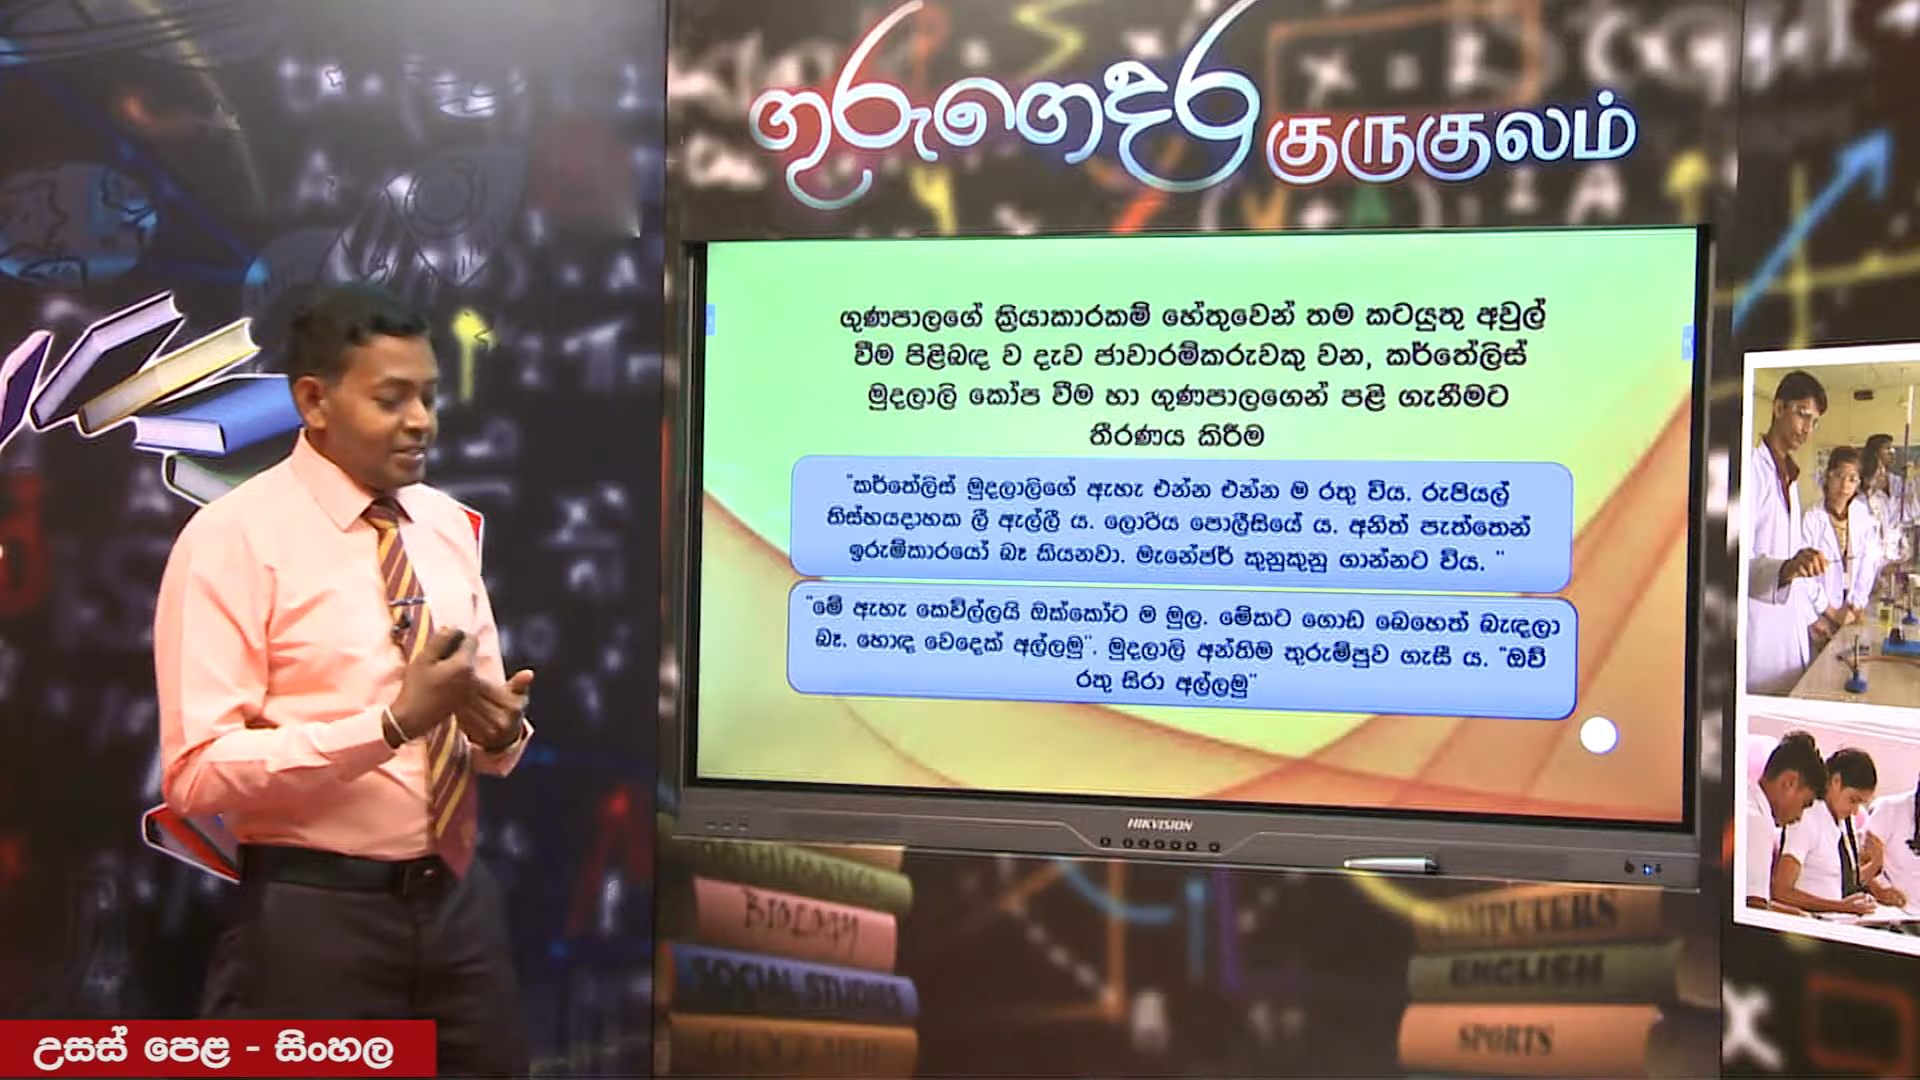 ගුරුගෙදර குருகுலம்
ගුණපාලගේ ක්‍රියාකාරකම් හේතුවෙන් තම කටයුතු අවුල්
වීම පිළිබඳ ව දැව ජාවාරම්කරුවකු වන, කර්තේලිස්
මුදලාලි කෝප වීම හා ගුණපාලගෙන් පළි ගැනීමට
තීරණය කිරීම
"කර්තේලිස් මුදලාලිගේ ඇහැ එන්න එන්න ම රතු විය. රුපියල්
තිස්හයදාහක ලී ඇල්ලී ය. ලොරිය පොලීසියේ ය. අනිත් පැත්තෙන්
ඉරුම්කාරයෝ බෑ කියනවා. මැනේජර් කුනුකුනු ගාන්නට විය. "
"මේ ඇහැ කෙවිල්ලයි ඔක්කෝට ම මුල. මේකට ගොඩ බෙහෙත් බැඳලා
බෑ. හොඳ වෙදෙක් අල්ලමු". මුදලාලි අන්තිම තුරුම්පුව ගැසී ය. "ඔව්
රතු සිරා අල්ලමු"
HIKVISION
MATHEMATICS
BIOLOGY
SOCIAL STUDIES
COMPUTERS
ENGLISH
SPORTS
උසස් පෙළ - සිංහල